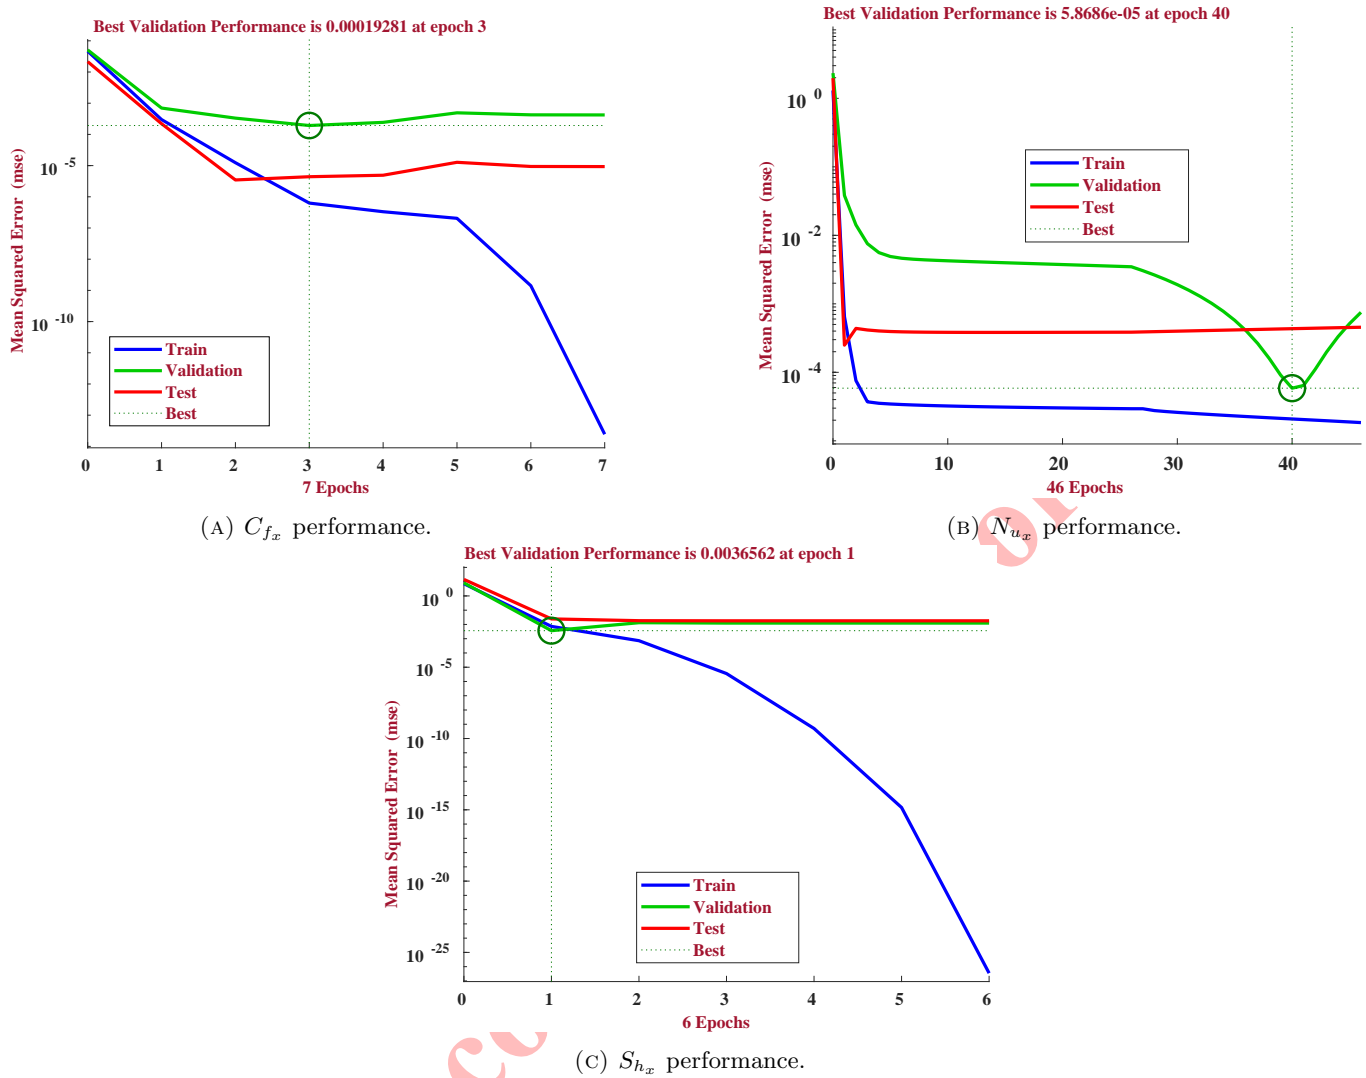 Best Validation Performance is 0.00019281 at epoch 3
Mean Squared Error (mse)
10 -5
10 -10
Train
Validation
Test
Best
0 1 2 3 4 5 6 7
7 Epochs
(A) C_{f_x} performance.
Best Validation Performance is 5.8686e-05 at epoch 40
Mean Squared Error (mse)
10 0
10 -2
10 -4
Train
Validation
Test
Best
0 10 20 30 40
46 Epochs
(B) N_{u_x} performance.
Best Validation Performance is 0.0036562 at epoch 1
Mean Squared Error (mse)
10 0
10 -5
10 -10
10 -15
10 -20
10 -25
Train
Validation
Test
Best
0 1 2 3 4 5 6
6 Epochs
(C) S_{h_x} performance.